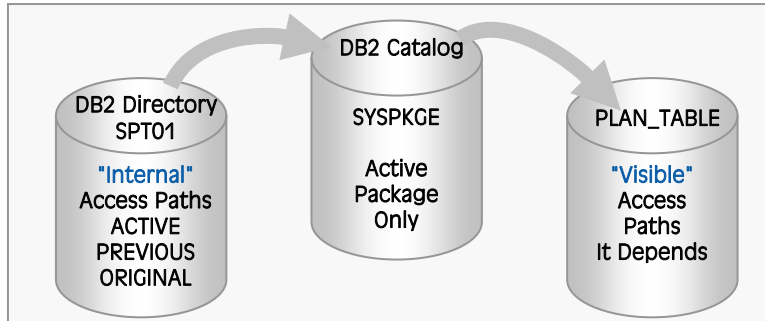 DB2 Directory
SPT01
"Internal"
Access Paths
ACTIVE
PREVIOUS
ORIGINAL
DB2 Catalog
SYSPKGE
Active
Package
Only
PLAN_TABLE
"Visible"
Access
Paths
It Depends